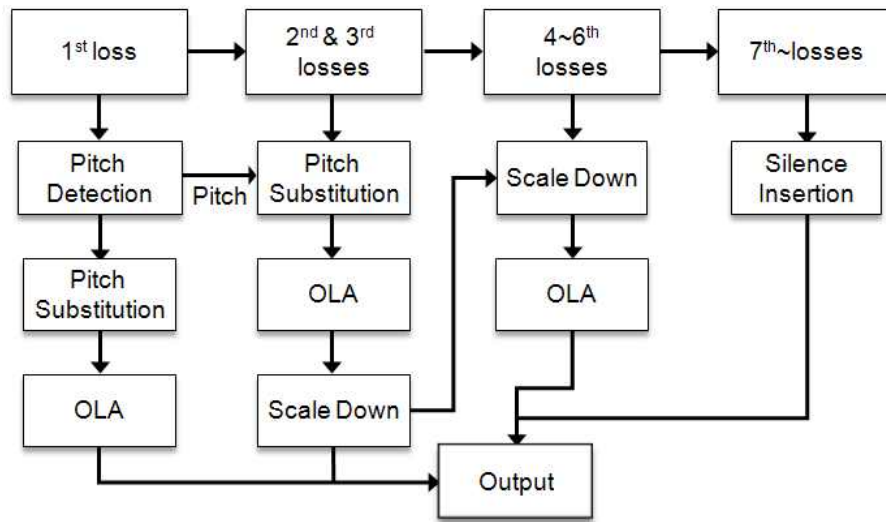 1st loss
2nd & 3rd
losses
4~6th
losses
7th~losses
Pitch
Detection
Pitch
Pitch
Substitution
Scale Down
Silence
Insertion
Pitch
Substitution
OLA
OLA
OLA
Scale Down
Output